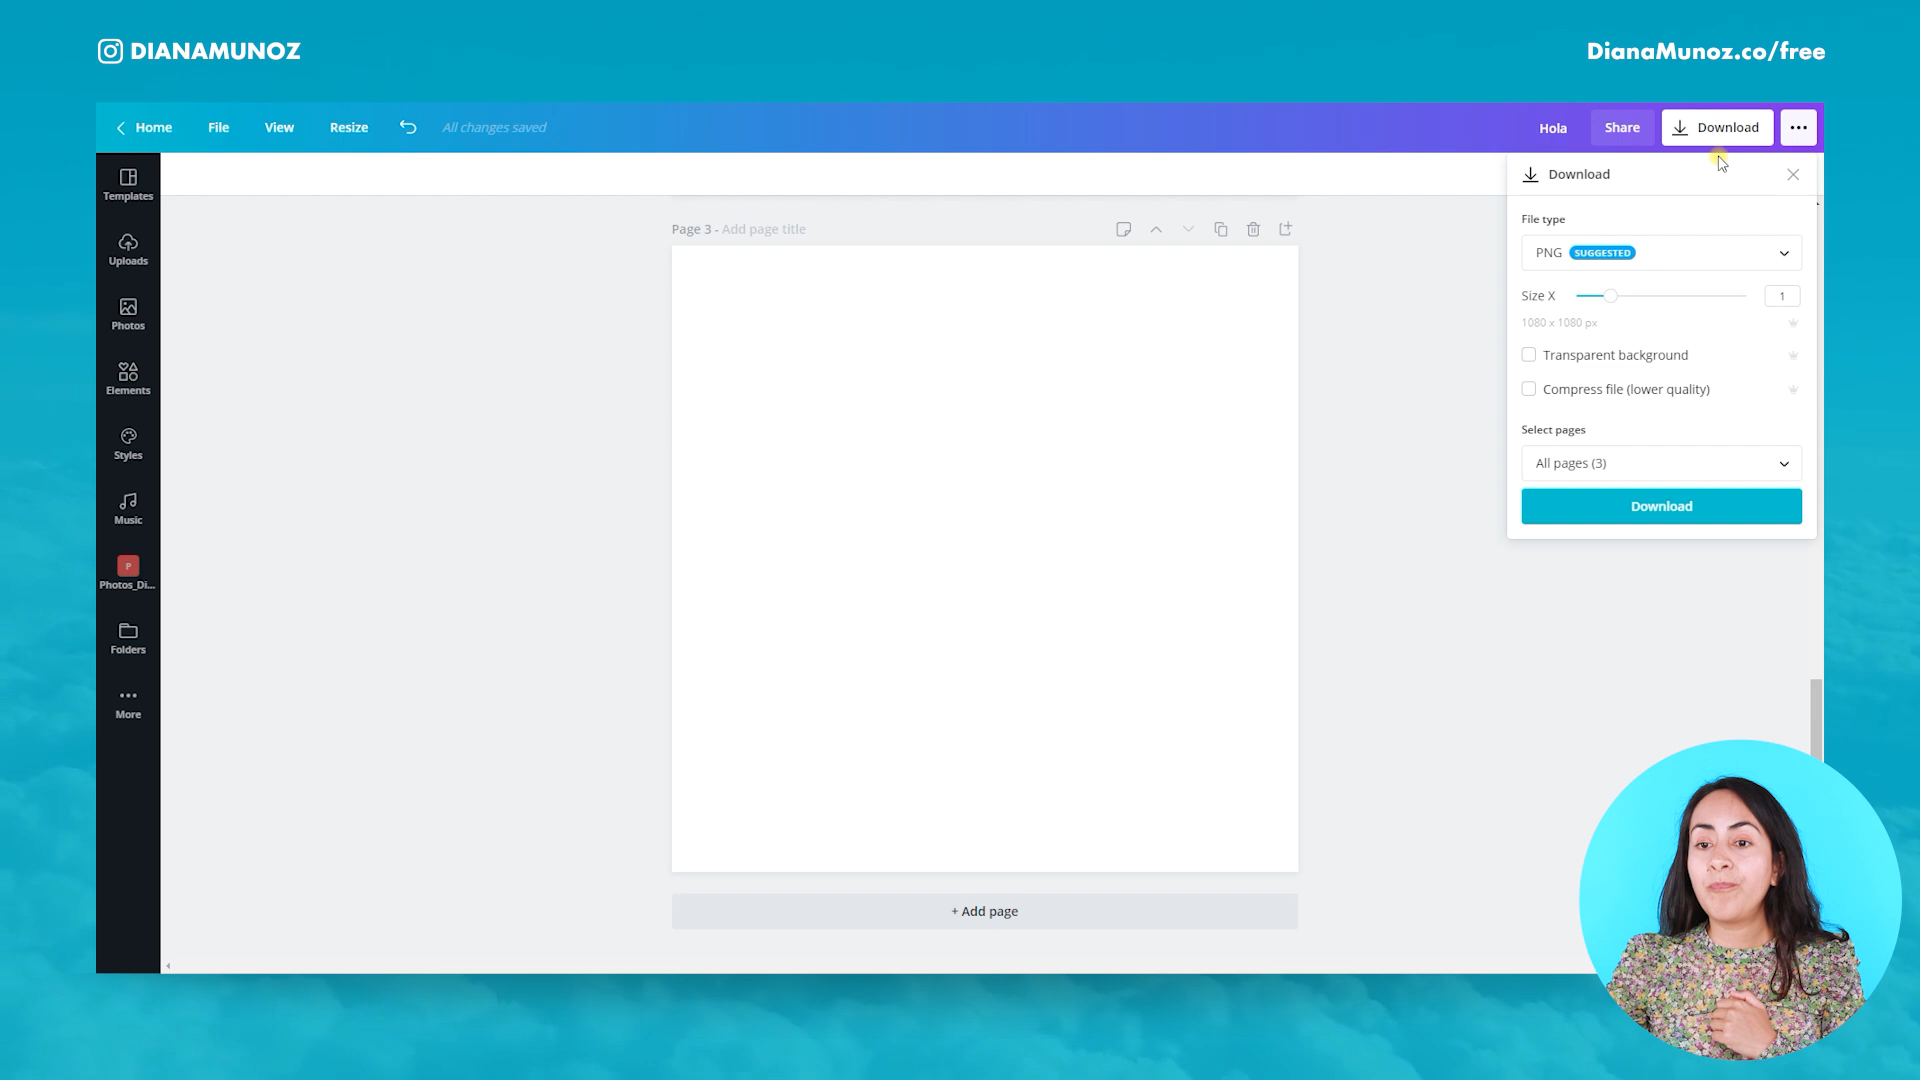 DIANAMUNOZ
DianaMunoz.co/free
Home File View Resize All changes saved Hola Share Download
Templates
Uploads
Photos
Elements
Styles
Music
P
Photos_Di...
Folders
More
Page 3 - Add page title
+ Add page
Download
File type
PNG SUGGESTED
Size X 1
1080 x 1080 px
Transparent background
Compress file (lower quality)
Select pages
All pages (3)
Download